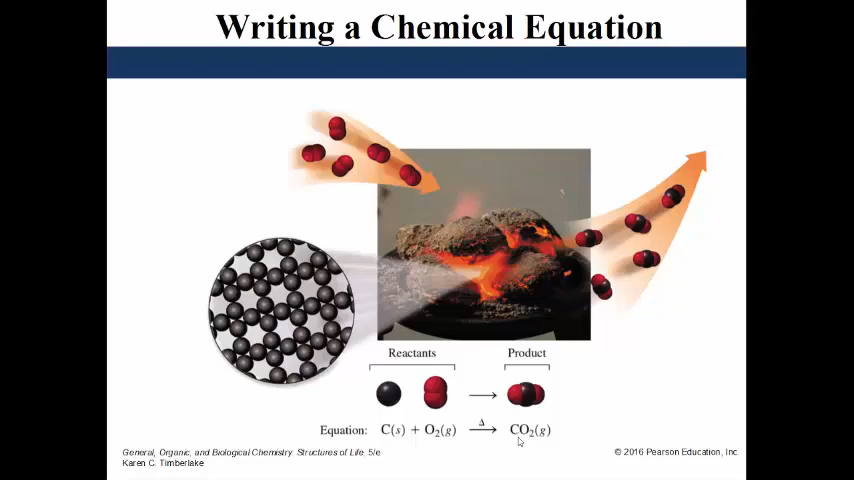 Writing a Chemical Equation
Reactants Product
Equation: C(s) + O₂(g) Δ⟶ CO₂(g)
General, Organic, and Biological Chemistry: Structures of Life, 5/e
Karen C. Timberlake
© 2016 Pearson Education, Inc.